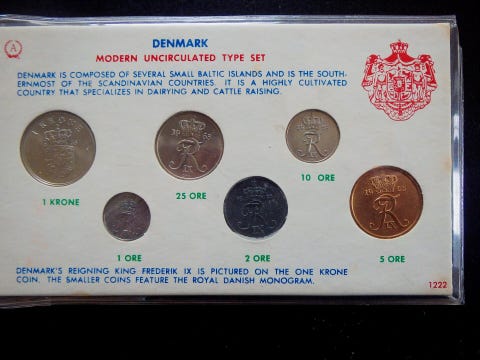 A
DENMARK
MODERN UNCIRCULATED TYPE SET
DENMARK IS COMPOSED OF SEVERAL SMALL BALTIC ISLANDS AND IS THE SOUTH-
ERNMOST OF THE SCANDINAVIAN COUNTRIES. IT IS A HIGHLY CULTIVATED
COUNTRY THAT SPECIALIZES IN DAIRYING AND CATTLE RAISING.
1 KRONE
25 ORE
10 ORE
1 ORE
2 ORE
5 ORE
DENMARK'S REIGNING KING FREDERIK IX IS PICTURED ON THE ONE KRONE
COIN. THE SMALLER COINS FEATURE THE ROYAL DANISH MONOGRAM.
1222